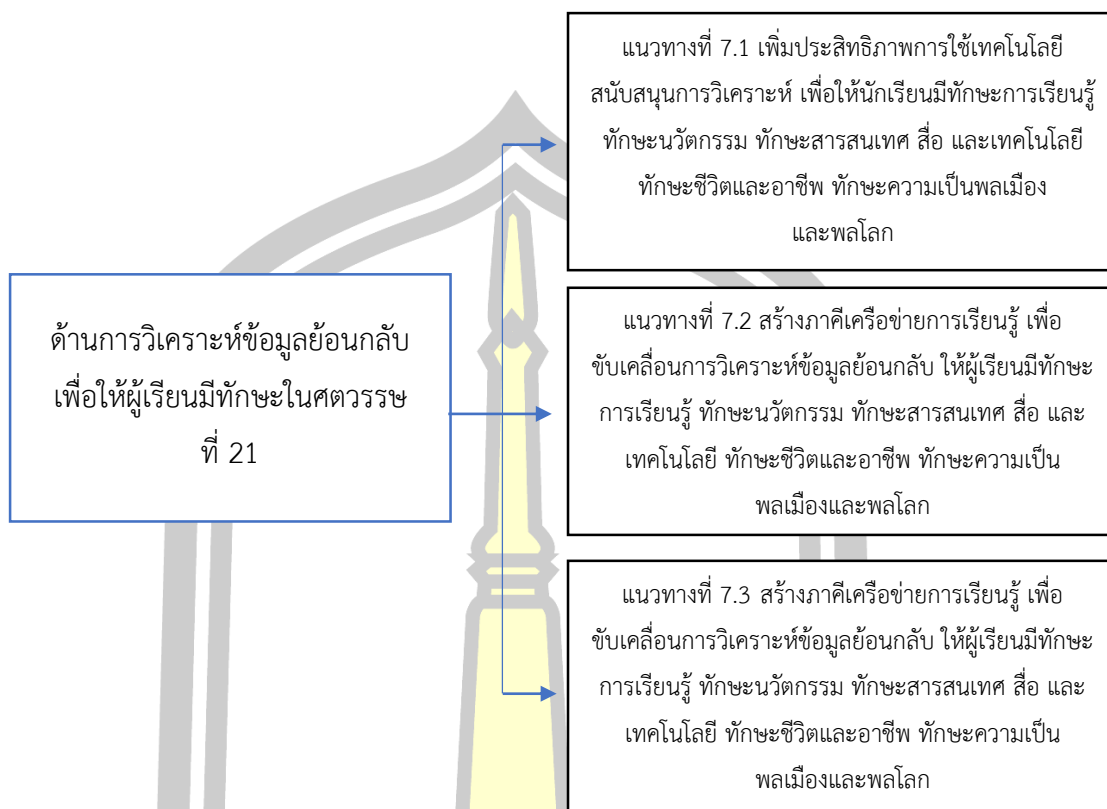 แนวทางที่ 7.1 เพิ่มประสิทธิภาพการใช้เทคโนโลยี
สนับสนุนการวิเคราะห์ เพื่อให้นักเรียนมีทักษะการเรียนรู้
ทักษะนวัตกรรม ทักษะสารสนเทศ สื่อ และเทคโนโลยี
ทักษะชีวิตและอาชีพ ทักษะความเป็นพลเมือง
และพลโลก
ด้านการวิเคราะห์ข้อมูลย้อนกลับ
เพื่อให้ผู้เรียนมีทักษะในศตวรรษ
ที่ 21
แนวทางที่ 7.2 สร้างภาคีเครือข่ายการเรียนรู้ เพื่อ
ขับเคลื่อนการวิเคราะห์ข้อมูลย้อนกลับ ให้ผู้เรียนมีทักษะ
การเรียนรู้ ทักษะนวัตกรรม ทักษะสารสนเทศ สื่อ และ
เทคโนโลยี ทักษะชีวิตและอาชีพ ทักษะความเป็น
พลเมืองและพลโลก
แนวทางที่ 7.3 สร้างภาคีเครือข่ายการเรียนรู้ เพื่อ
ขับเคลื่อนการวิเคราะห์ข้อมูลย้อนกลับ ให้ผู้เรียนมีทักษะ
การเรียนรู้ ทักษะนวัตกรรม ทักษะสารสนเทศ สื่อ และ
เทคโนโลยี ทักษะชีวิตและอาชีพ ทักษะความเป็น
พลเมืองและพลโลก